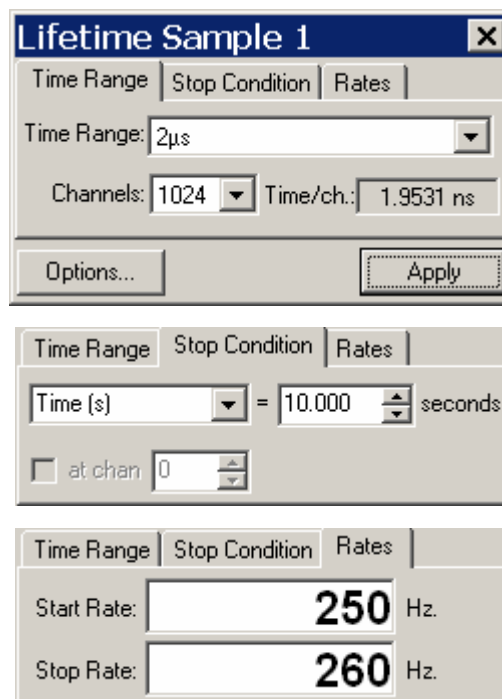 Lifetime Sample 1
Time Range Stop Condition Rates
Time Range: 2µs
Channels: 1024 Time/ch.: 1.9531 ns
Options... Apply
Time Range Stop Condition Rates
Time (s) = 10.000 seconds
at chan 0
Time Range Stop Condition Rates
Start Rate: 250 Hz.
Stop Rate: 260 Hz.